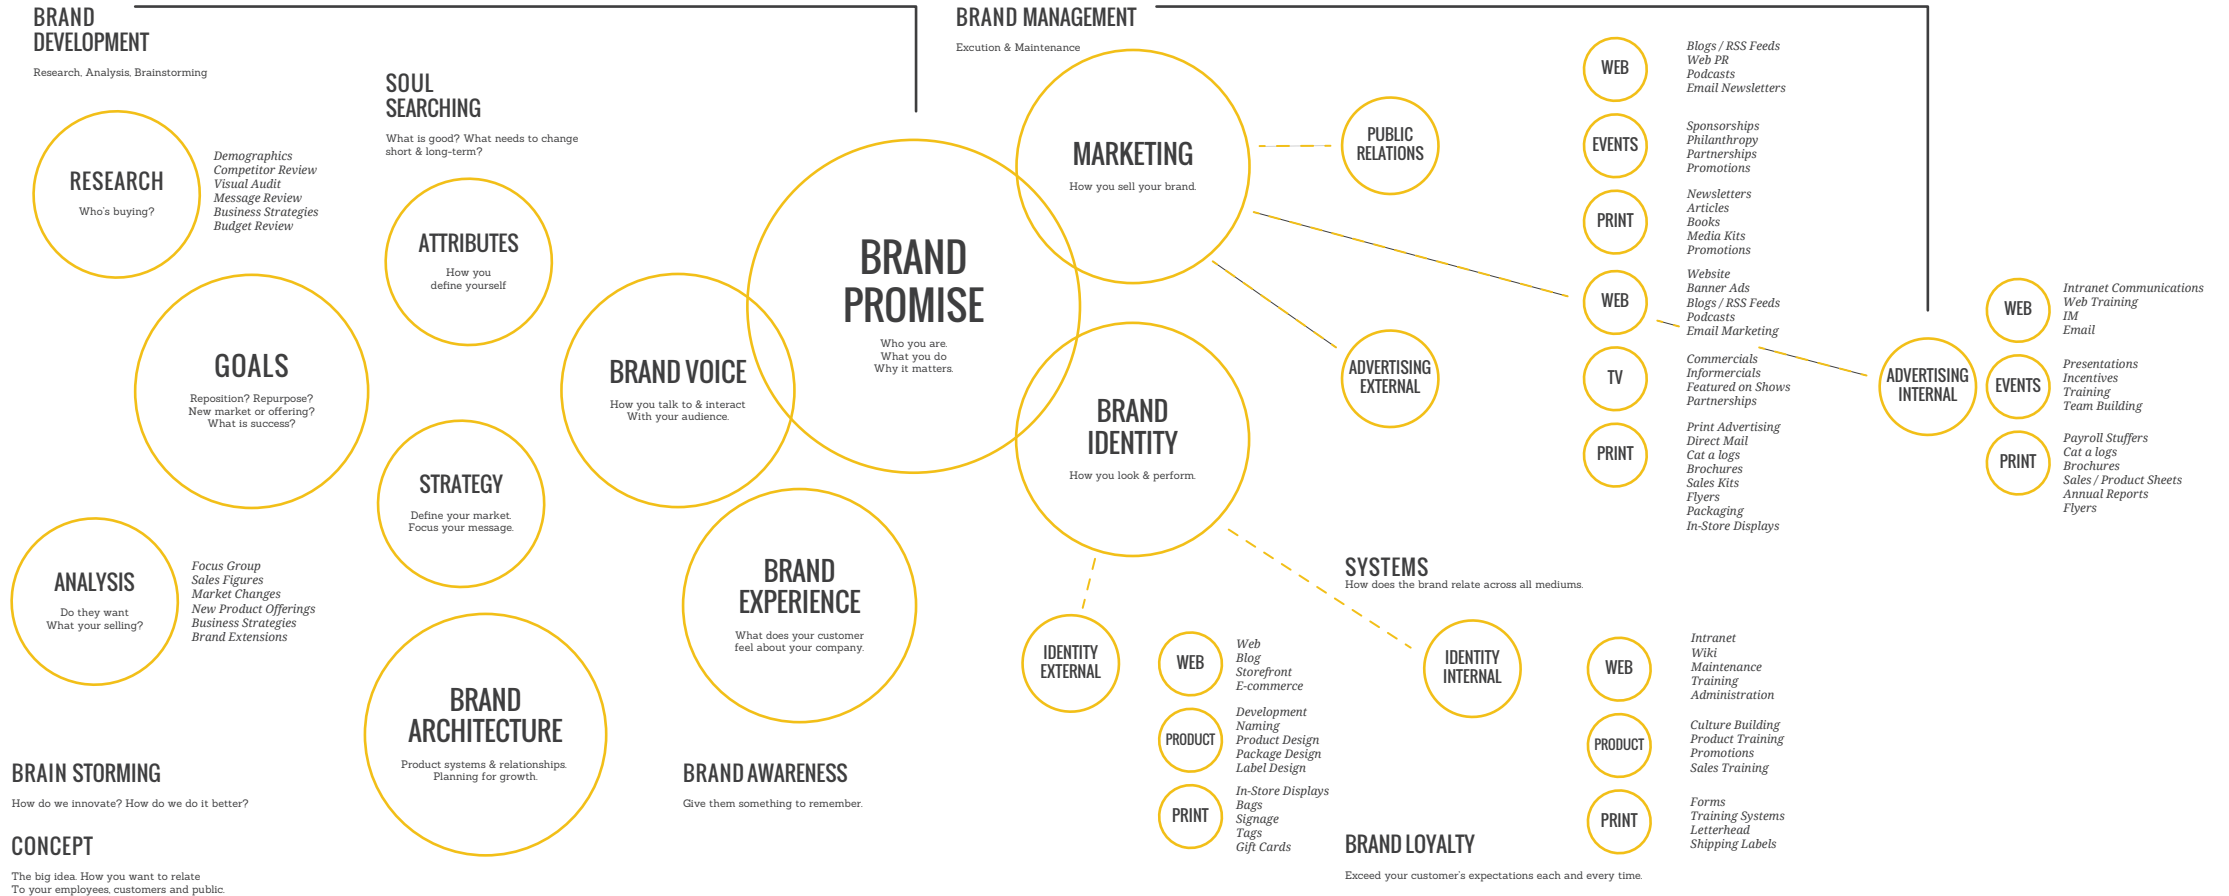 BRAND
DEVELOPMENT
Research, Analysis, Brainstorming
RESEARCH
Who's buying?
Demographics
Competitor Review
Visual Audit
Message Review
Business Strategies
Budget Review
GOALS
Reposition? Repurpose?
New market or offering?
What is success?
ANALYSIS
Do they want
What your selling?
Focus Group
Sales Figures
Market Changes
New Product Offerings
Business Strategies
Brand Extensions
BRAIN STORMING
How do we innovate? How do we do it better?
CONCEPT
The big idea. How you want to relate
To your employees, customers and public.
SOUL
SEARCHING
What is good? What needs to change
short & long-term?
ATTRIBUTES
How you
define yourself
STRATEGY
Define your market.
Focus your message.
BRAND
ARCHITECTURE
Product systems & relationships.
Planning for growth.
BRAND VOICE
How you talk to & interact
With your audience.
BRAND
EXPERIENCE
What does your customer
feel about your company.
BRAND AWARENESS
Give them something to remember.
BRAND
PROMISE
Who you are.
What you do
Why it matters.
BRAND MANAGEMENT
Excution & Maintenance
MARKETING
How you sell your brand.
BRAND
IDENTITY
How you look & perform.
PUBLIC
RELATIONS
WEB
Blogs / RSS Feeds
Web PR
Podcasts
Email Newsletters
EVENTS
Sponsorships
Philanthropy
Partnerships
Promotions
PRINT
Newsletters
Articles
Books
Media Kits
Promotions
ADVERTISING
EXTERNAL
WEB
Website
Banner Ads
Blogs / RSS Feeds
Podcasts
Email Marketing
TV
Commercials
Informercials
Featured on Shows
Partnerships
PRINT
Print Advertising
Direct Mail
Cat a logs
Brochures
Sales Kits
Flyers
Packaging
In-Store Displays
ADVERTISING
INTERNAL
WEB
Intranet Communications
Web Training
IM
Email
EVENTS
Presentations
Incentives
Training
Team Building
PRINT
Payroll Stuffers
Cat a logs
Brochures
Sales / Product Sheets
Annual Reports
Flyers
SYSTEMS
How does the brand relate across all mediums.
IDENTITY
EXTERNAL
WEB
Web
Blog
Storefront
E-commerce
PRODUCT
Development
Naming
Product Design
Package Design
Label Design
PRINT
In-Store Displays
Bags
Signage
Tags
Gift Cards
IDENTITY
INTERNAL
WEB
Intranet
Wiki
Maintenance
Training
Administration
PRODUCT
Culture Building
Product Training
Promotions
Sales Training
PRINT
Forms
Training Systems
Letterhead
Shipping Labels
BRAND LOYALTY
Exceed your customer's expectations each and every time.